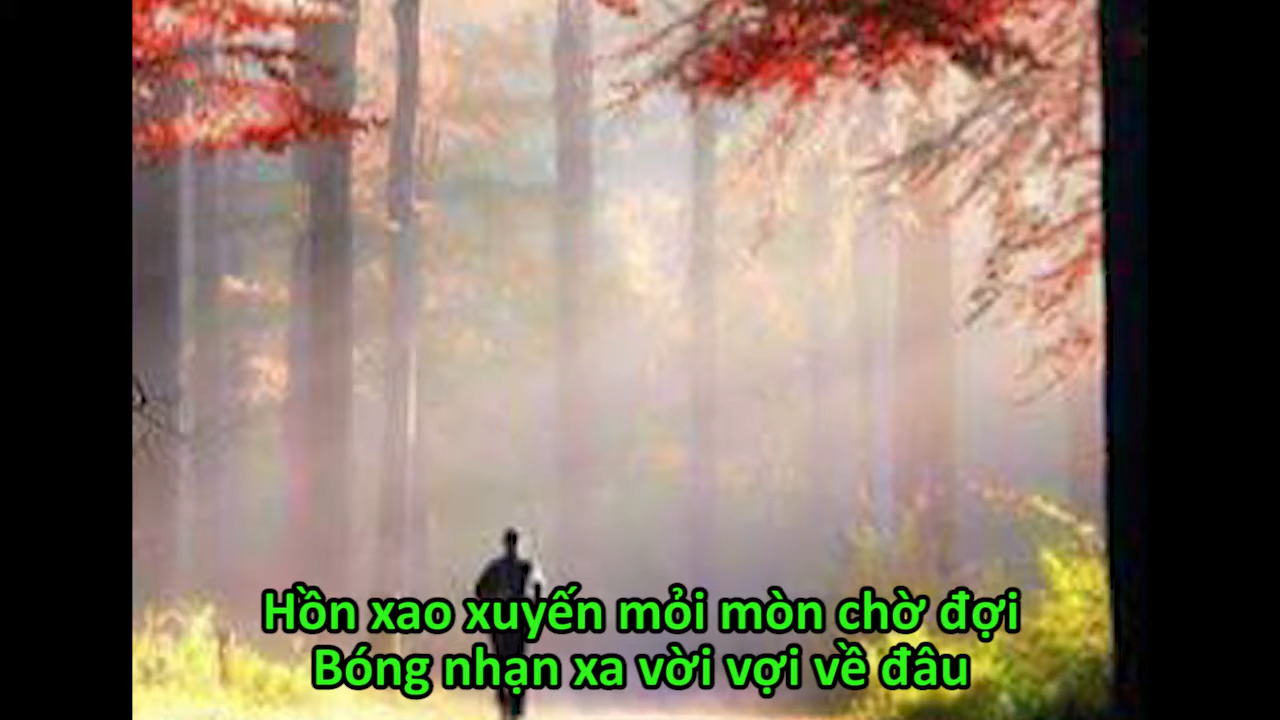 Hồn xao xuyến mỏi mòn chờ đợi
Bóng nhạn xa vời vợi về đâu